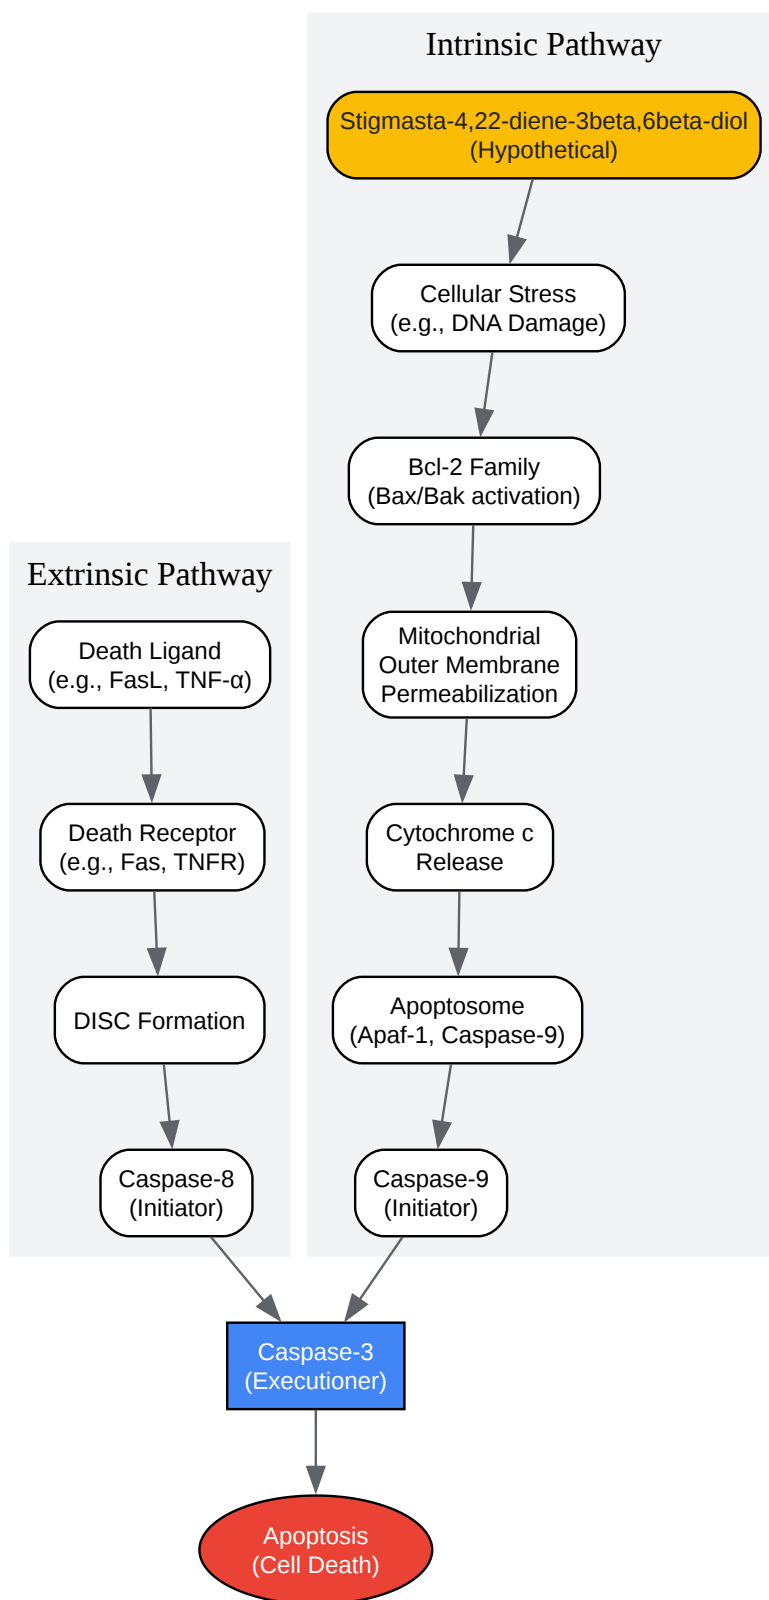 Intrinsic Pathway
Stigmasta-4,22-diene-3beta,6beta-diol
(Hypothetical)
Cellular Stress
(e.g., DNA Damage)
Bcl-2 Family
(Bax/Bak activation)
Mitochondrial
Outer Membrane
Permeabilization
Cytochrome c
Release
Apoptosome
(Apaf-1, Caspase-9)
Caspase-9
(Initiator)
Extrinsic Pathway
Death Ligand
(e.g., FasL, TNF-α)
Death Receptor
(e.g., Fas, TNFR)
DISC Formation
Caspase-8
(Initiator)
Caspase-3
(Executioner)
Apoptosis
(Cell Death)